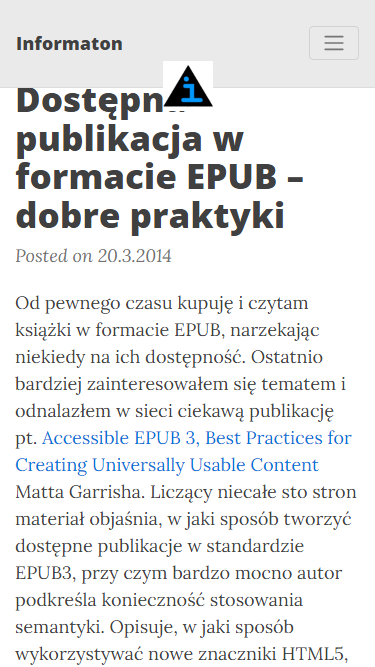 Informaton
Dostępna
publikacja w
formacie EPUB –
dobre praktyki
Posted on 20.3.2014
Od pewnego czasu kupuję i czytam
książki w formacie EPUB, narzekając
niekiedy na ich dostępność. Ostatnio
bardziej zainteresowałem się tematem i
odnalazłem w sieci ciekawą publikację
pt. Accessible EPUB 3, Best Practices for
Creating Universally Usable Content
Matta Garrisha. Liczący niecałe sto stron
materiał objaśnia, w jaki sposób tworzyć
dostępne publikacje w standardzie
EPUB3, przy czym bardzo mocno autor
podkreśla konieczność stosowania
semantyki. Opisuje, w jaki sposób
wykorzystywać nowe znaczniki HTML5,